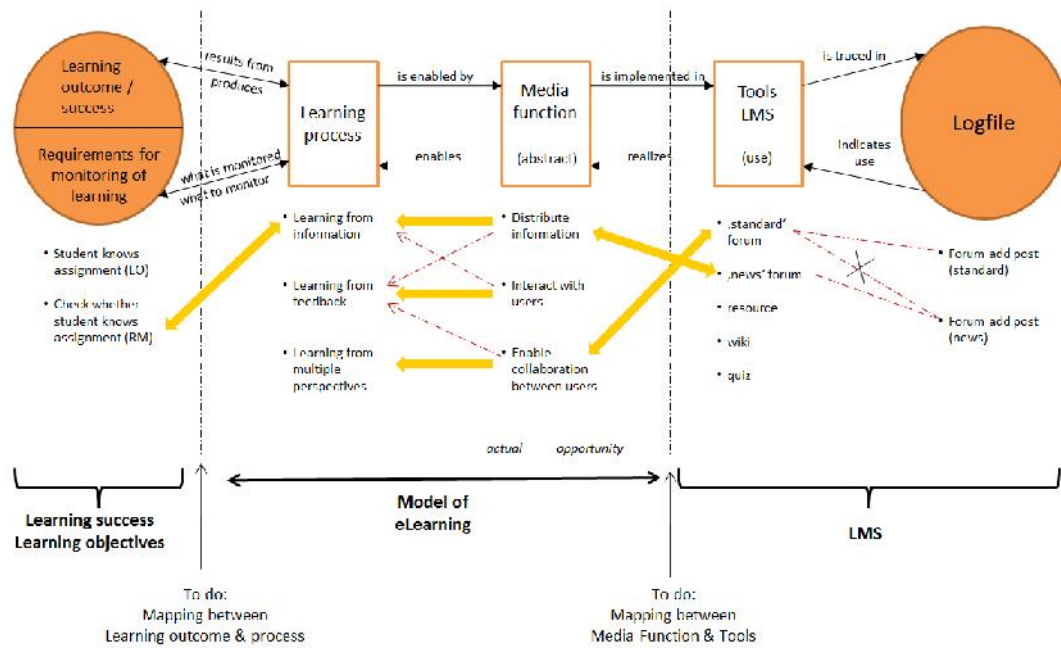 Learning
outcome /
success
Requirements for
monitoring of
learning
results from
produces
what is monitored
what to monitor
Learning
process
is enabled by
enables
Media
function
(abstract)
is implemented in
realizes
Tools
LMS
(use)
is traced in
Indicates
use
Logfile
• Student knows
assignment (LO)
• Check whether
student knows
assignment (RM)
• Learning from
information
• Learning from
feedback
• Learning from
multiple
perspectives
• Distribute
information
• Interact with
users
• Enable
collaboration
between users
• „standard'
forum
• „news' forum
• resource
• wiki
• quiz
• Forum add post
(standard)
• Forum add post
(news)
actual opportunity
Learning success
Learning objectives
Model of
eLearning
LMS
To do:
Mapping between
Learning outcome & process
To do:
Mapping between
Media Function & Tools